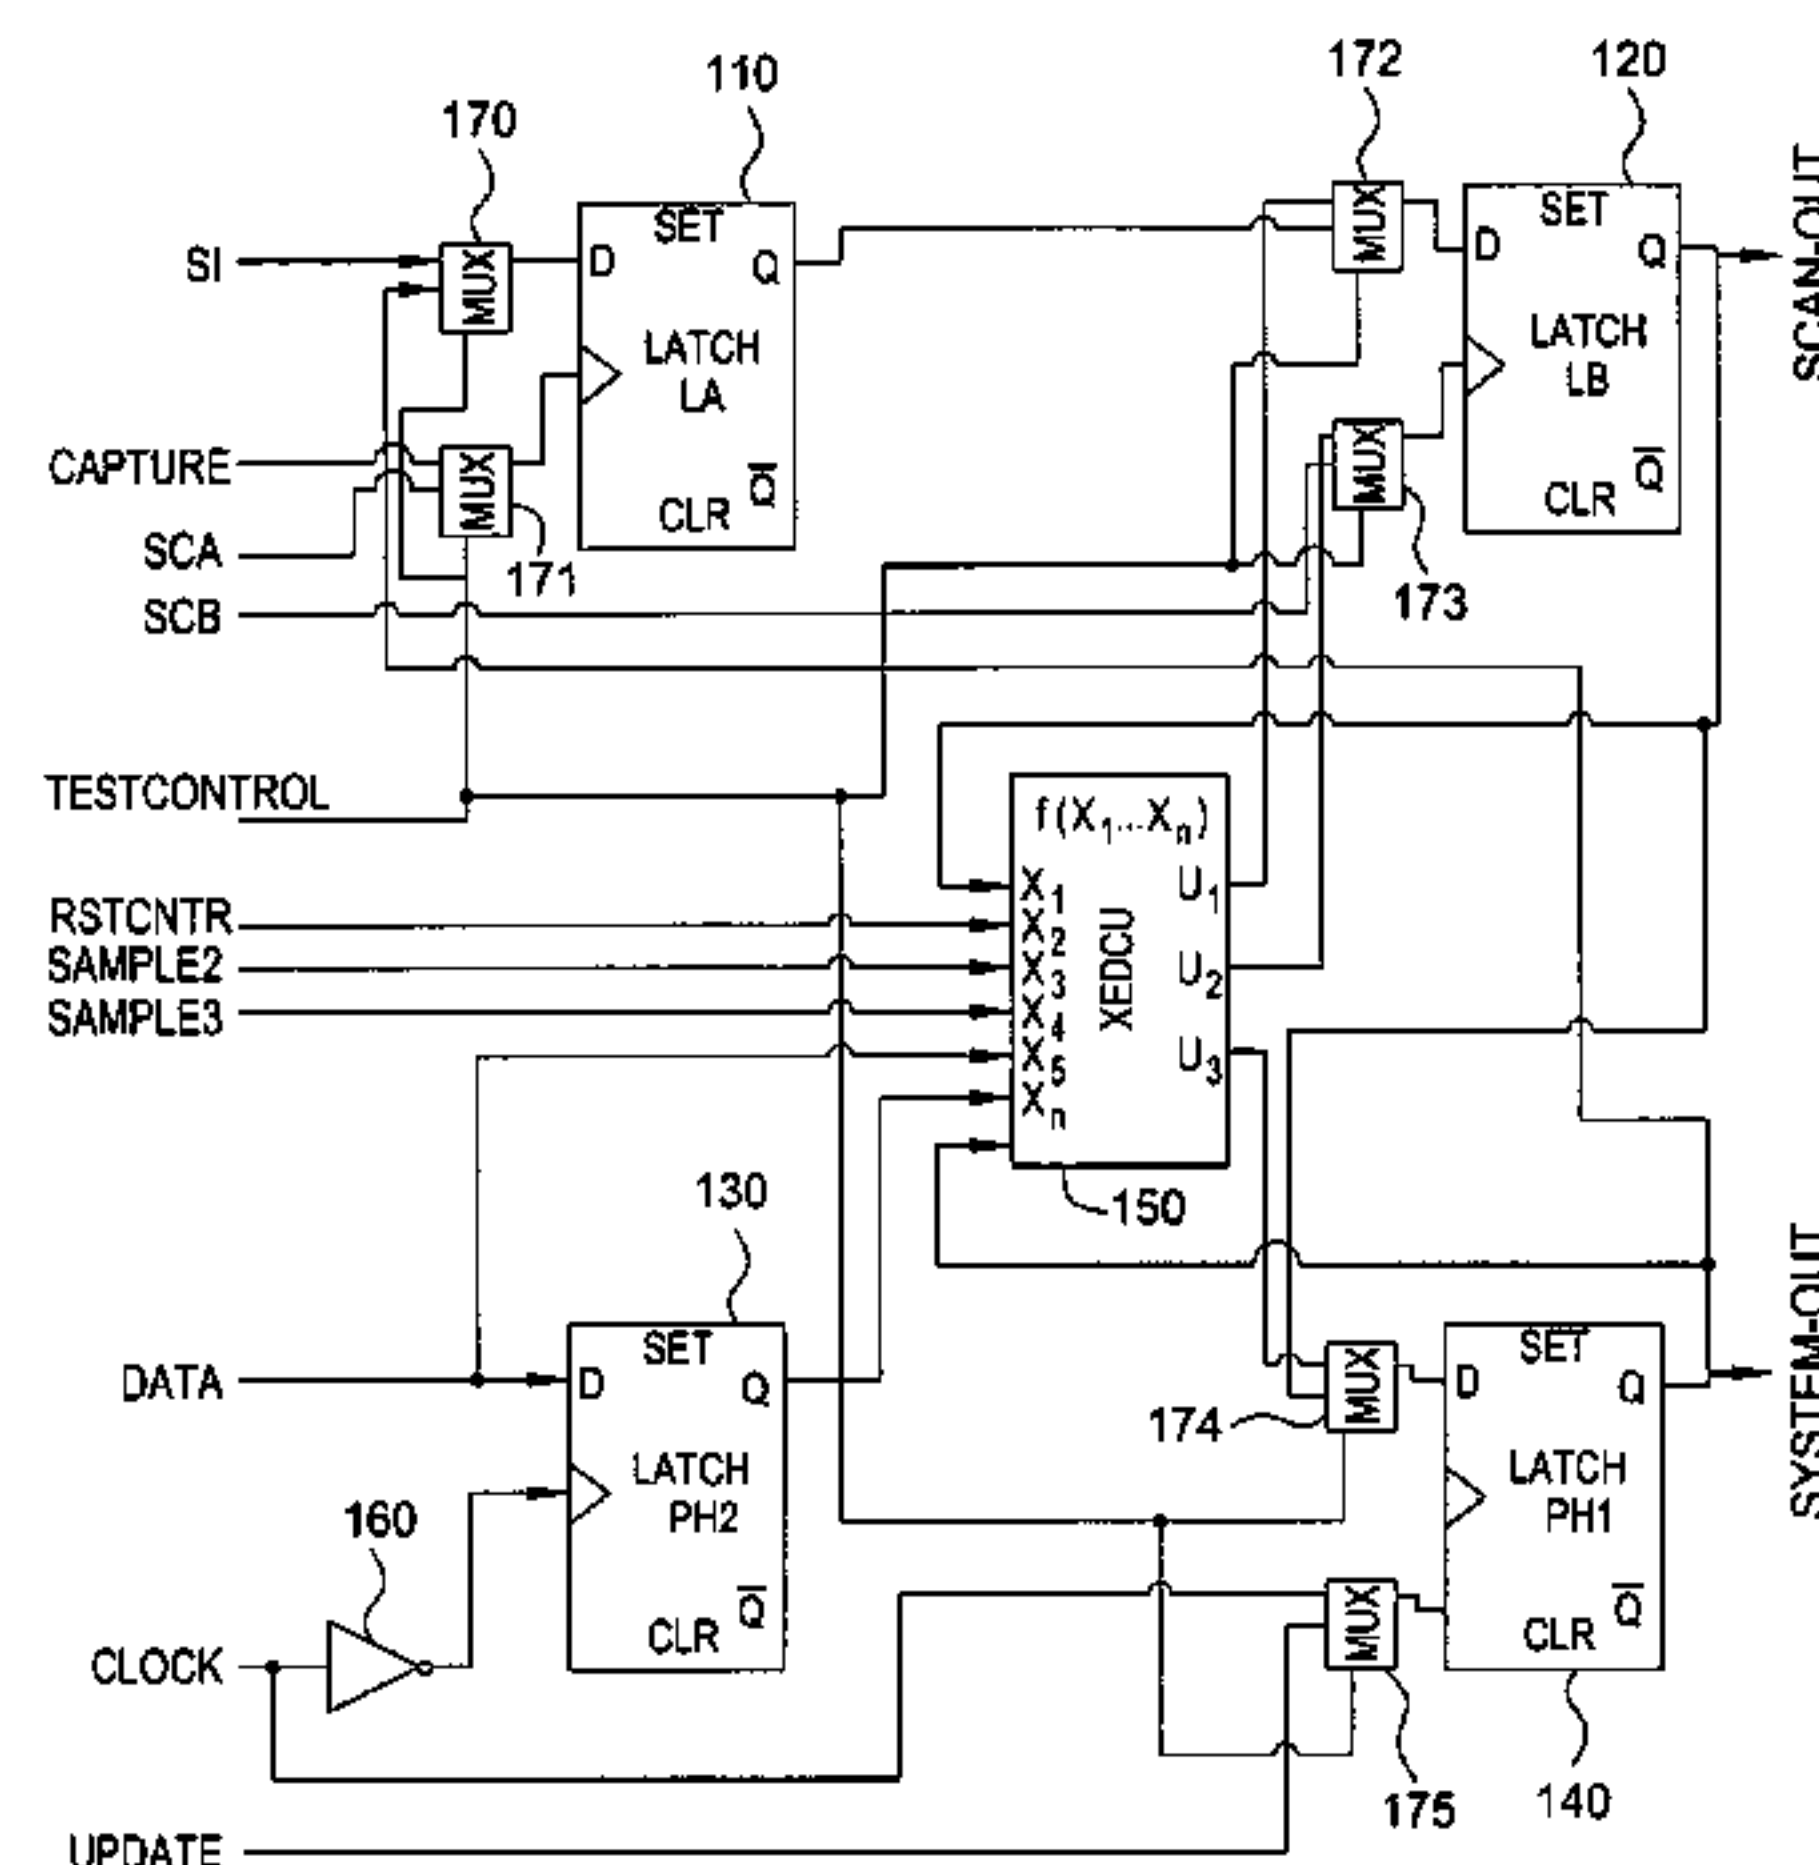 172
120
110
170
SCAN-OUT
SET
D
Q
LATCH
LA
Q̅
CLR
MUX
SI
MUX
CAPTURE
SCA
171
SCB
MUX
SET
D
Q
LATCH
LB
Q̅
CLR
MUX
173
TESTCONTROL
f(X1...Xn)
X1
X2
X3
X4
X5
Xn
XEDCU
U1
U2
U3
RSTCNTR
SAMPLE2
SAMPLE3
150
130
SYSTEM-OUT
DATA
SET
D
Q
LATCH
PH2
Q̅
CLR
160
CLOCK
174
MUX
SET
D
Q
LATCH
PH1
Q̅
CLR
MUX
175
140
UPDATE